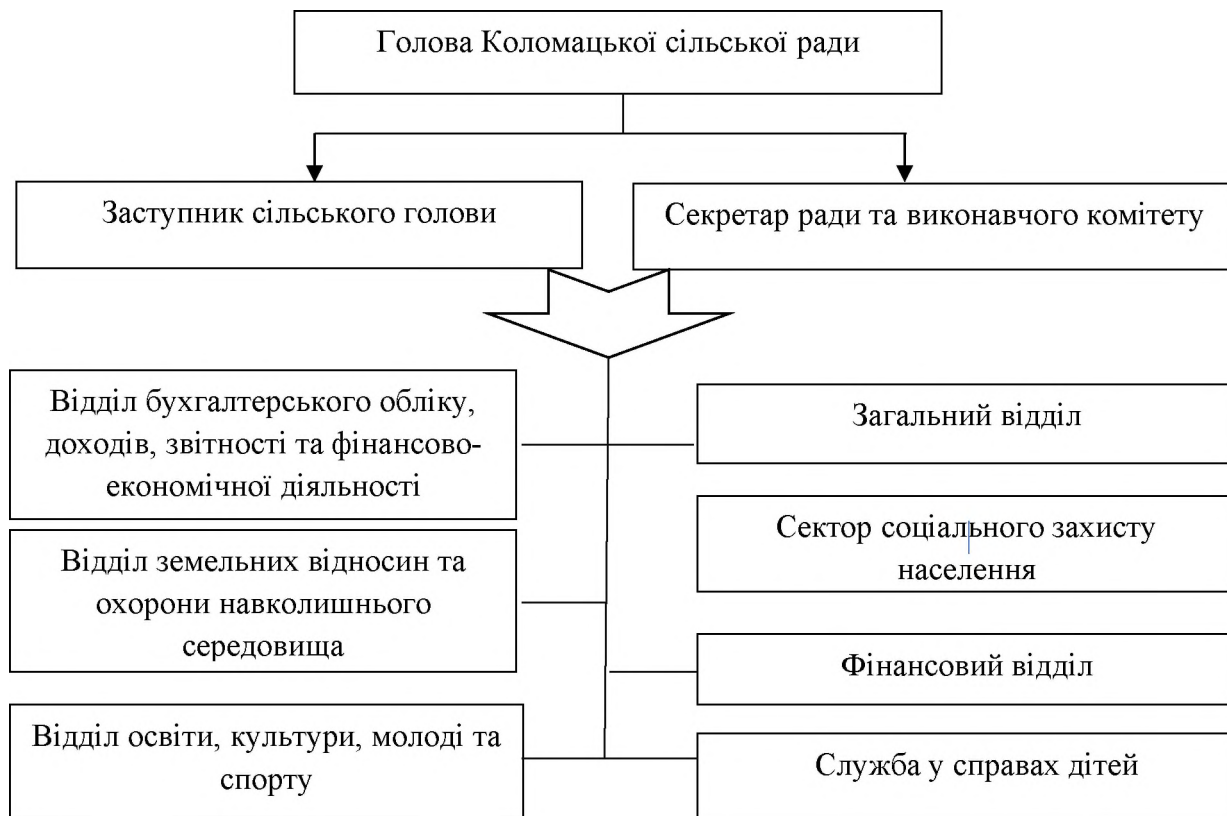 Голова Коломацької сільської ради
Заступник сільського голови
Секретар ради та виконавчого комітету
Відділ бухгалтерського обліку,
доходів, звітності та фінансово-
економічної діяльності
Загальний відділ
Відділ земельних відносин та
охорони навколишнього
середовища
Сектор соціального захисту
населення
Фінансовий відділ
Відділ освіти, культури, молоді та
спорту
Служба у справах дітей